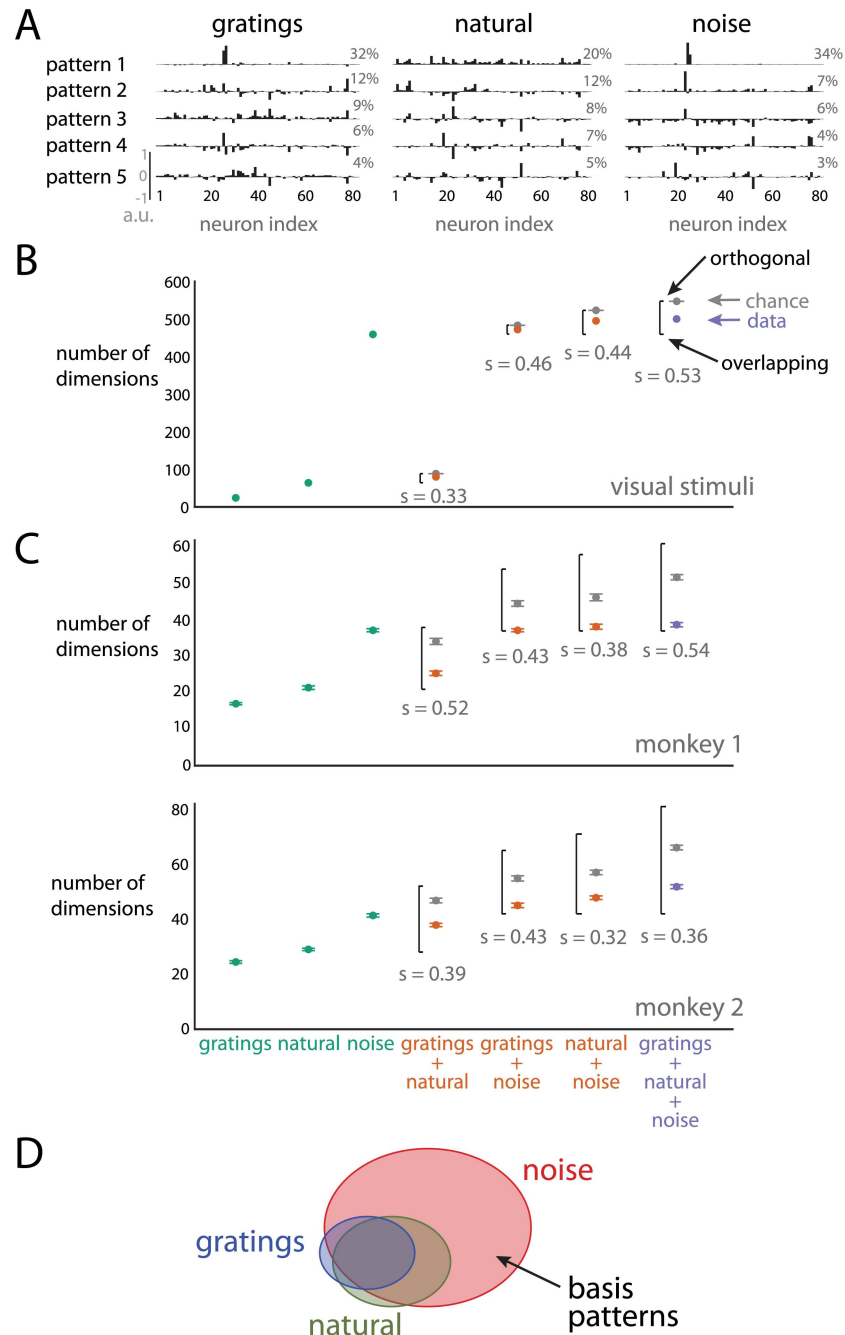 A
gratings natural noise
pattern 1 32% 20% 34%
pattern 2 12% 12% 7%
pattern 3 9% 8% 6%
pattern 4 6% 7% 4%
pattern 5 4% 5% 3%
1
0
-1
a.u.
1 20 40 60 80 1 20 40 60 80 1 20 40 60 80
neuron index neuron index neuron index
B
number of
dimensions
600
500
400
300
200
100
0
orthogonal
chance
data
overlapping
s = 0.33
s = 0.46
s = 0.44
s = 0.53
visual stimuli
C
number of
dimensions
60
50
40
30
20
10
0
s = 0.52
s = 0.43
s = 0.38
s = 0.54
monkey 1
number of
dimensions
80
60
40
20
0
s = 0.39
s = 0.43
s = 0.32
s = 0.36
monkey 2
gratings natural noise
gratings
+
natural
gratings
+
noise
natural
+
noise
gratings
+
natural
+
noise
D
noise
gratings
natural
basis
patterns